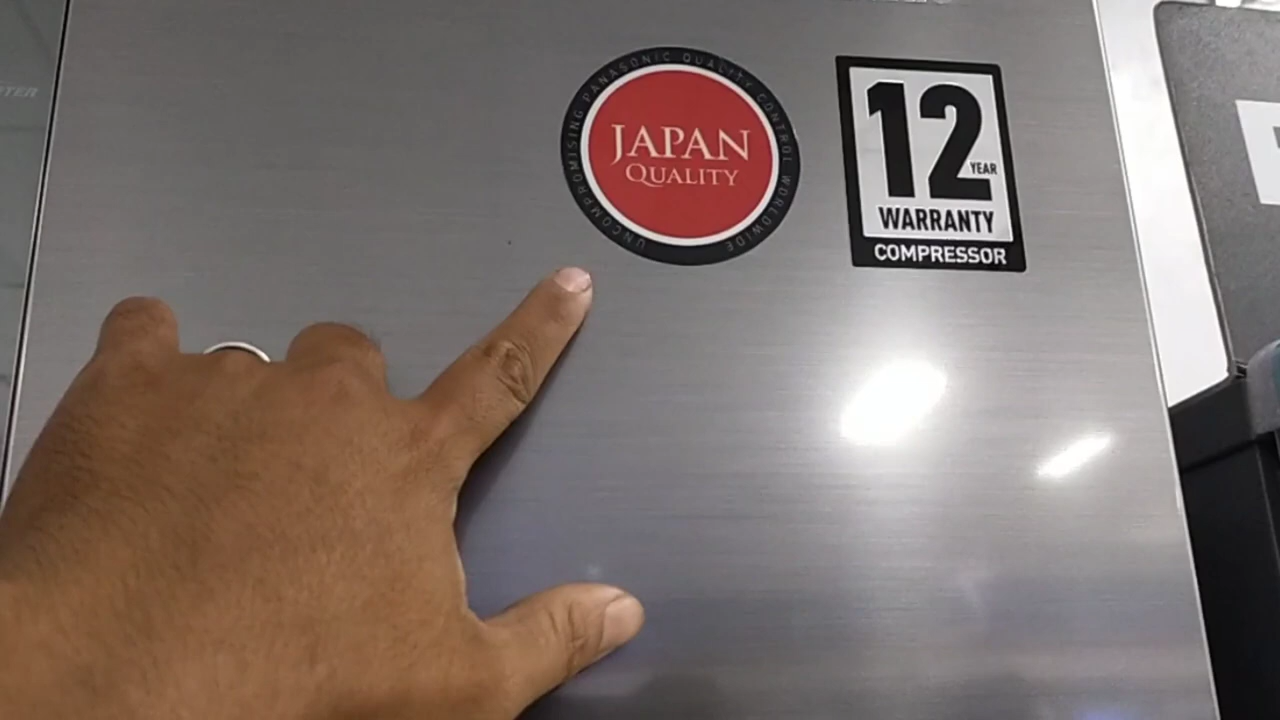 UNCOMPROMISING PANASONIC QUALITY CONTROL WORLDWIDE
JAPAN
QUALITY
12
YEAR
WARRANTY
COMPRESSOR